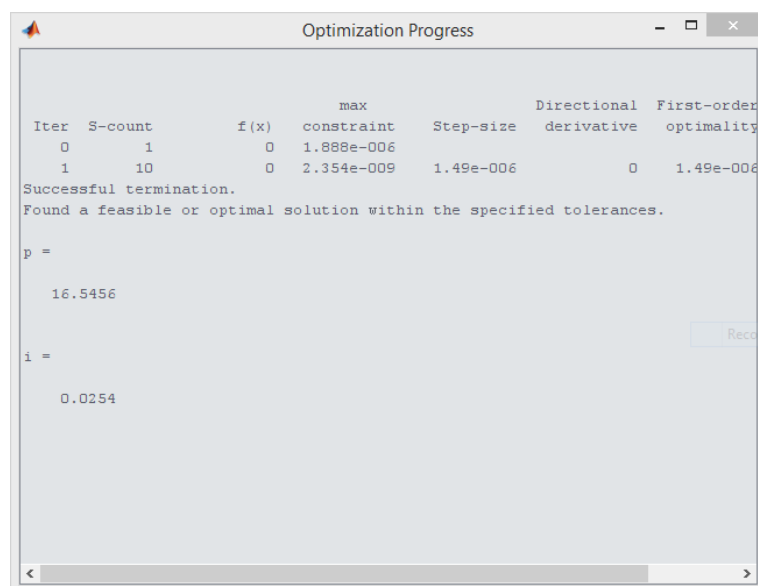 Optimization Progress
max Directional First-order
Iter S-count f(x) constraint Step-size derivative optimality
0 1 0 1.888e-006
1 10 0 2.354e-009 1.49e-006 0 1.49e-006
Successful termination.
Found a feasible or optimal solution within the specified tolerances.
p =
16.5456
Reco
i =
0.0254